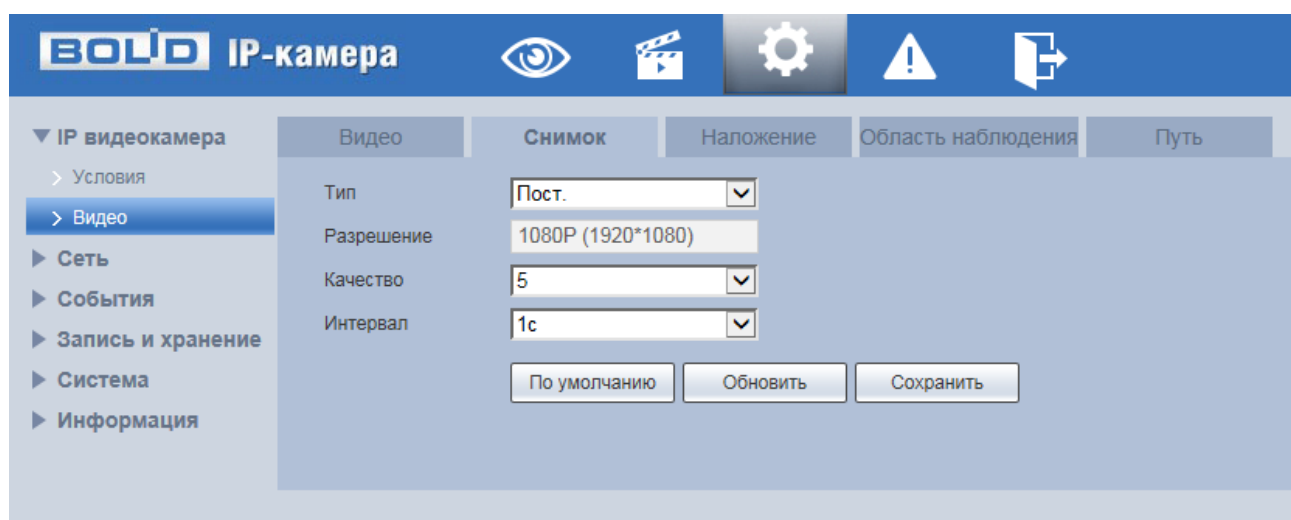 BOLID IP-камера
IP видеокамера
Условия
Видео
Сеть
События
Запись и хранение
Система
Информация
Видео Снимок Наложение Область наблюдения Путь
Тип Пост.
Разрешение 1080P (1920*1080)
Качество 5
Интервал 1с
По умолчанию Обновить Сохранить